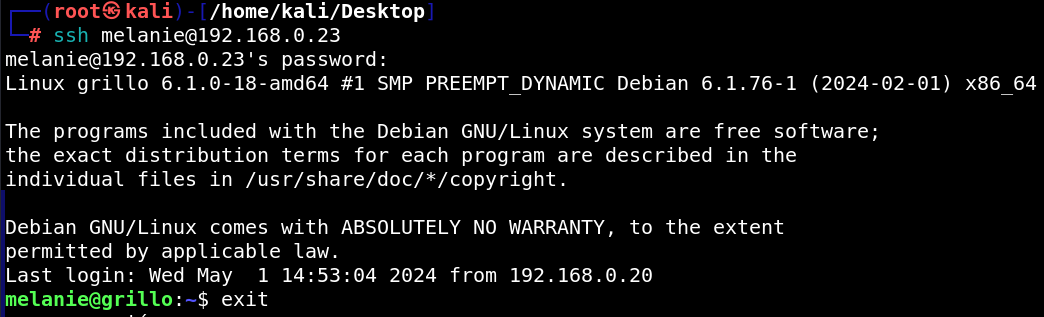 ┌──(root㉿kali)-[/home/kali/Desktop]
└─# ssh melanie@192.168.0.23
melanie@192.168.0.23's password:
Linux grillo 6.1.0-18-amd64 #1 SMP PREEMPT_DYNAMIC Debian 6.1.76-1 (2024-02-01) x86_64
The programs included with the Debian GNU/Linux system are free software;
the exact distribution terms for each program are described in the
individual files in /usr/share/doc/*/copyright.
Debian GNU/Linux comes with ABSOLUTELY NO WARRANTY, to the extent
permitted by applicable law.
Last login: Wed May  1 14:53:04 2024 from 192.168.0.20
melanie@grillo:~$ exit